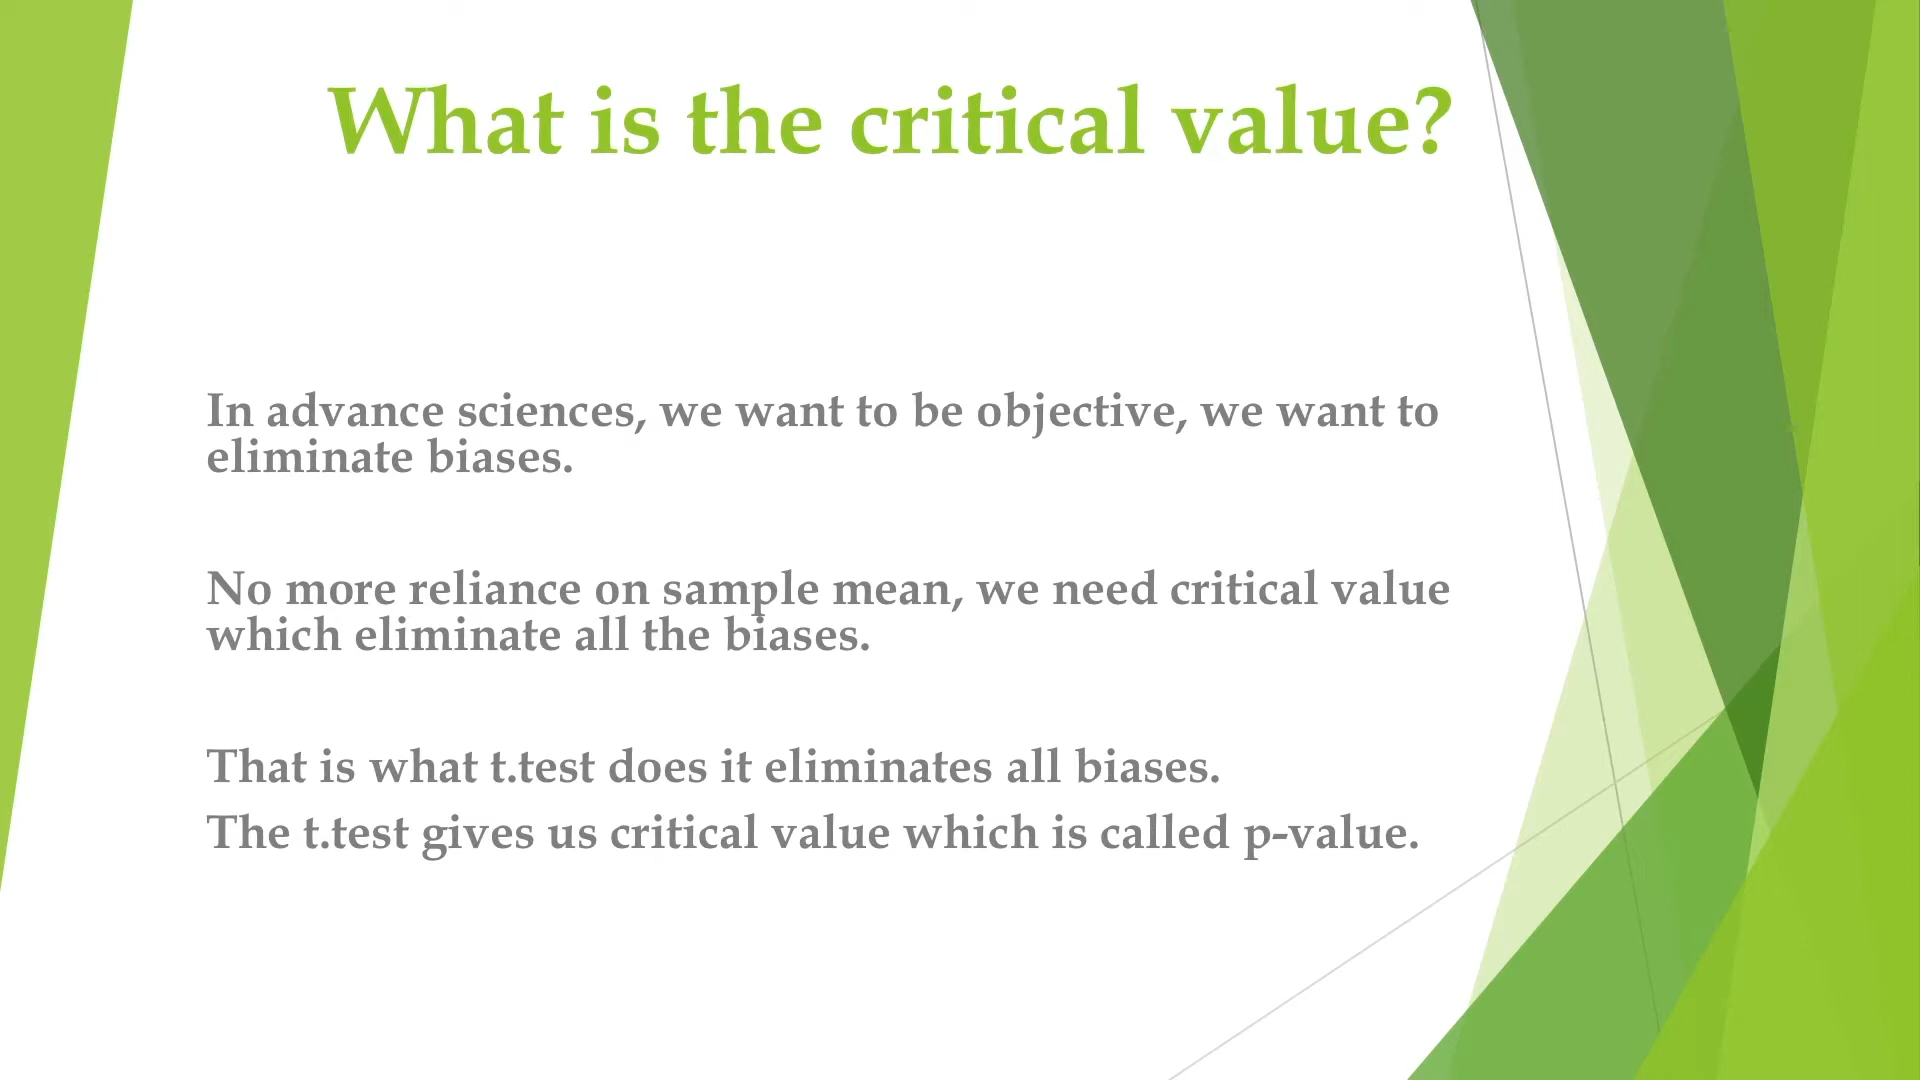 What is the critical value?
In advance sciences, we want to be objective, we want to
eliminate biases.
No more reliance on sample mean, we need critical value
which eliminate all the biases.
That is what t.test does it eliminates all biases.
The t.test gives us critical value which is called p-value.